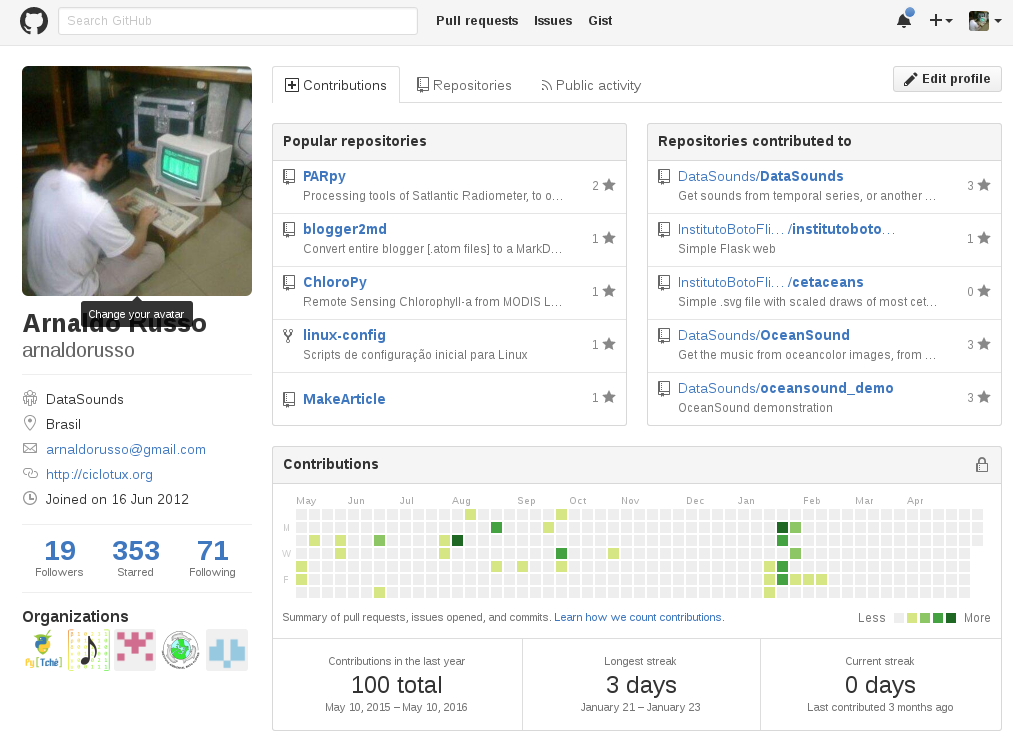 Search GitHub
Pull requests Issues Gist
Contributions Repositories Public activity
Edit profile
Change your avatar
Arnaldo Russo
arnaldorusso
DataSounds
Brasil
arnaldorusso@gmail.com
http://ciclotux.org
Joined on 16 Jun 2012
19 353 71
Followers Starred Following
Organizations
Py[Tchê]
Popular repositories
PARpy
2
Processing tools of Satlantic Radiometer, to o…
blogger2md
1
Convert entire blogger [.atom files] to a MarkD…
ChloroPy
1
Remote Sensing Chlorophyll-a from MODIS L…
linux-config
1
Scripts de configuração inicial para Linux
MakeArticle
1
Repositories contributed to
DataSounds/DataSounds
3
Get sounds from temporal series, or another …
InstitutoBotoFli… /institutoboto…
1
Simple Flask web
InstitutoBotoFli… /cetaceans
0
Simple .svg file with scaled draws of most cet…
DataSounds/OceanSound
3
Get the music from oceancolor images, from …
DataSounds/oceansound_demo
3
OceanSound demonstration
Contributions
May Jun Jul Aug Sep Oct Nov Dec Jan Feb Mar Apr
M
W
F
Summary of pull requests, issues opened, and commits. Learn how we count contributions.
Less More
Contributions in the last year
100 total
May 10, 2015 – May 10, 2016
Longest streak
3 days
January 21 – January 23
Current streak
0 days
Last contributed 3 months ago